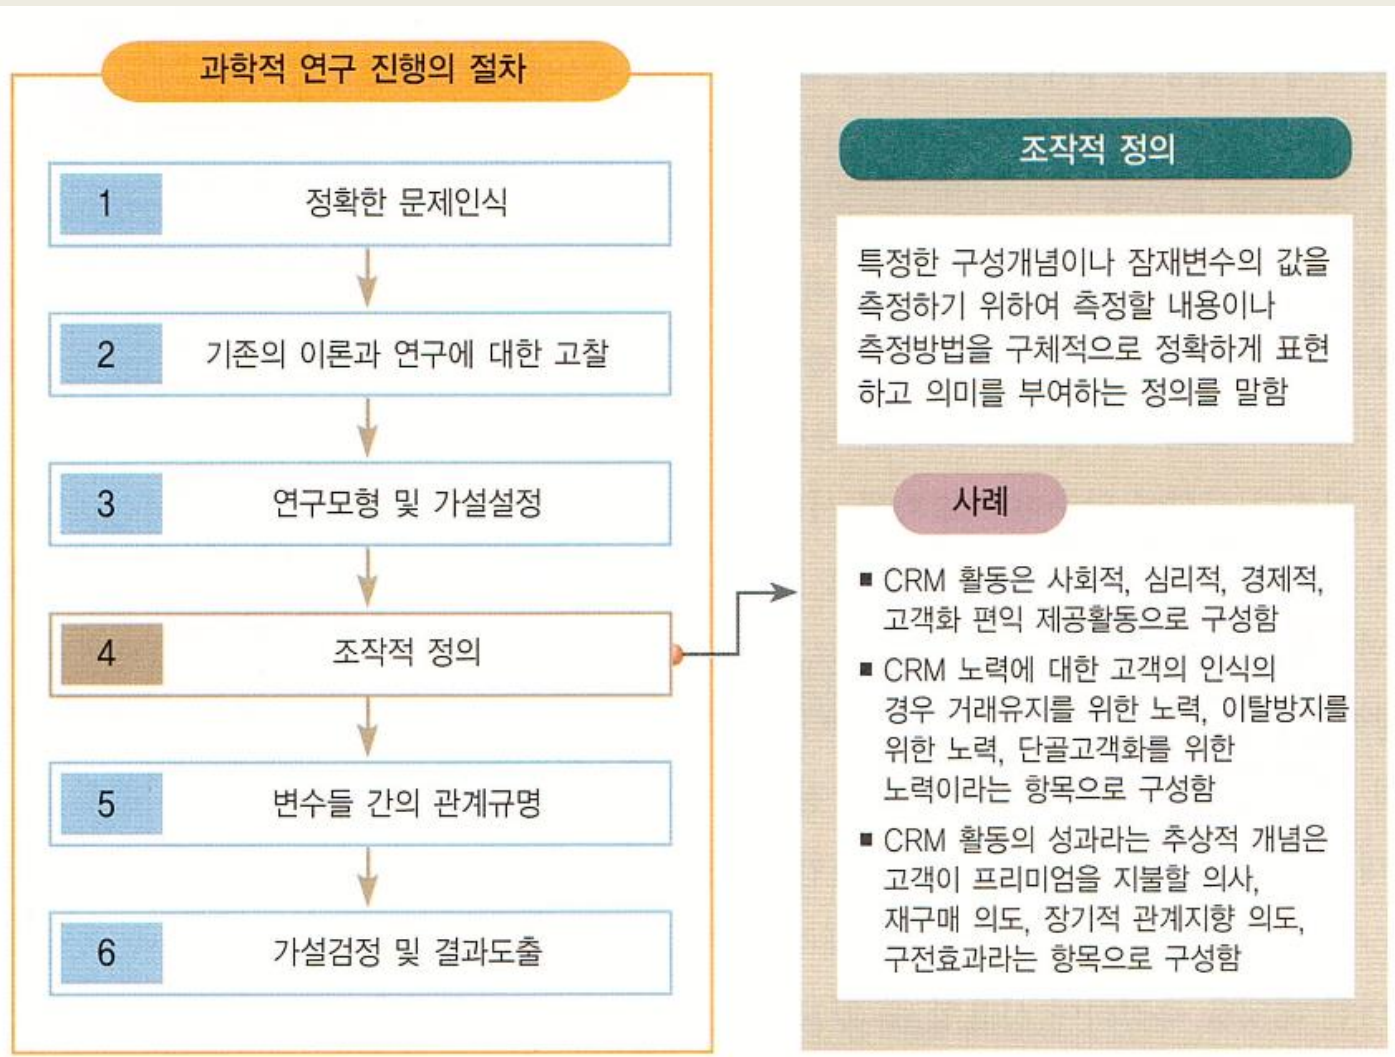 과학적 연구 진행의 절차
1
정확한 문제인식
2
기존의 이론과 연구에 대한 고찰
3
연구모형 및 가설설정
4
조작적 정의
5
변수들 간의 관계규명
6
가설검정 및 결과도출
조작적 정의
특정한 구성개념이나 잠재변수의 값을
측정하기 위하여 측정할 내용이나
측정방법을 구체적으로 정확하게 표현
하고 의미를 부여하는 정의를 말함
사례
■ CRM 활동은 사회적, 심리적, 경제적,
고객화 편익 제공활동으로 구성함
■ CRM 노력에 대한 고객의 인식의
경우 거래유지를 위한 노력, 이탈방지를
위한 노력, 단골고객화를 위한
노력이라는 항목으로 구성함
■ CRM 활동의 성과라는 추상적 개념은
고객이 프리미엄을 지불할 의사,
재구매 의도, 장기적 관계지향 의도,
구전효과라는 항목으로 구성함